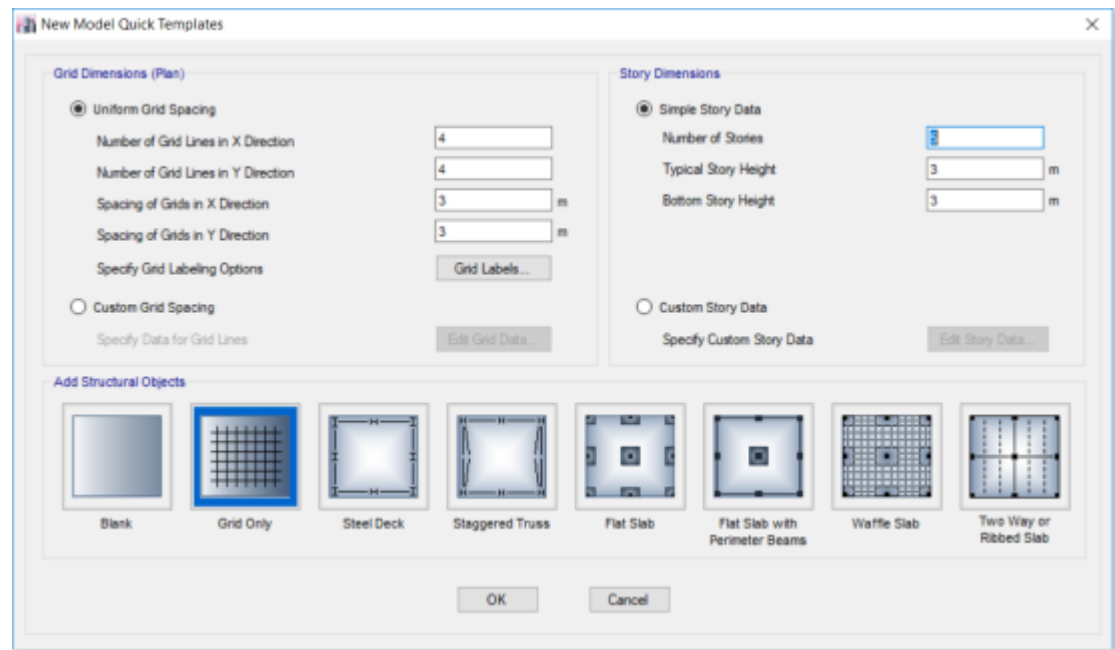 New Model Quick Templates
Grid Dimensions (Plan)
Uniform Grid Spacing
Number of Grid Lines in X Direction 4
Number of Grid Lines in Y Direction 4
Spacing of Grids in X Direction 3 m
Spacing of Grids in Y Direction 3 m
Specify Grid Labeling Options Grid Labels...
Custom Grid Spacing
Specify Data for Grid Lines Edit Grid Data...
Story Dimensions
Simple Story Data
Number of Stories
Typical Story Height 3 m
Bottom Story Height 3 m
Custom Story Data
Specify Custom Story Data Edit Story Data...
Add Structural Objects
Blank
Grid Only
Steel Deck
Staggered Truss
Flat Slab
Flat Slab with
Perimeter Beams
Waffle Slab
Two Way or
Ribbed Slab
OK Cancel